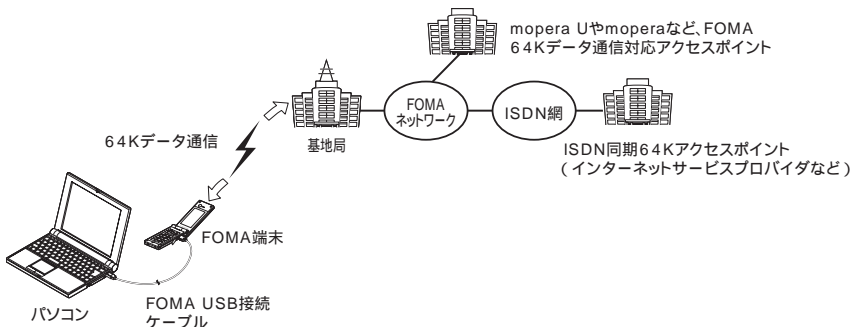 mopera Uやmoperaなど、FOMA
64Kデータ通信対応アクセスポイント
FOMA
ネットワーク
ISDN網
基地局
64Kデータ通信
ISDN同期64Kアクセスポイント
(インターネットサービスプロバイダなど)
FOMA端末
パソコン
FOMA USB接続
ケーブル